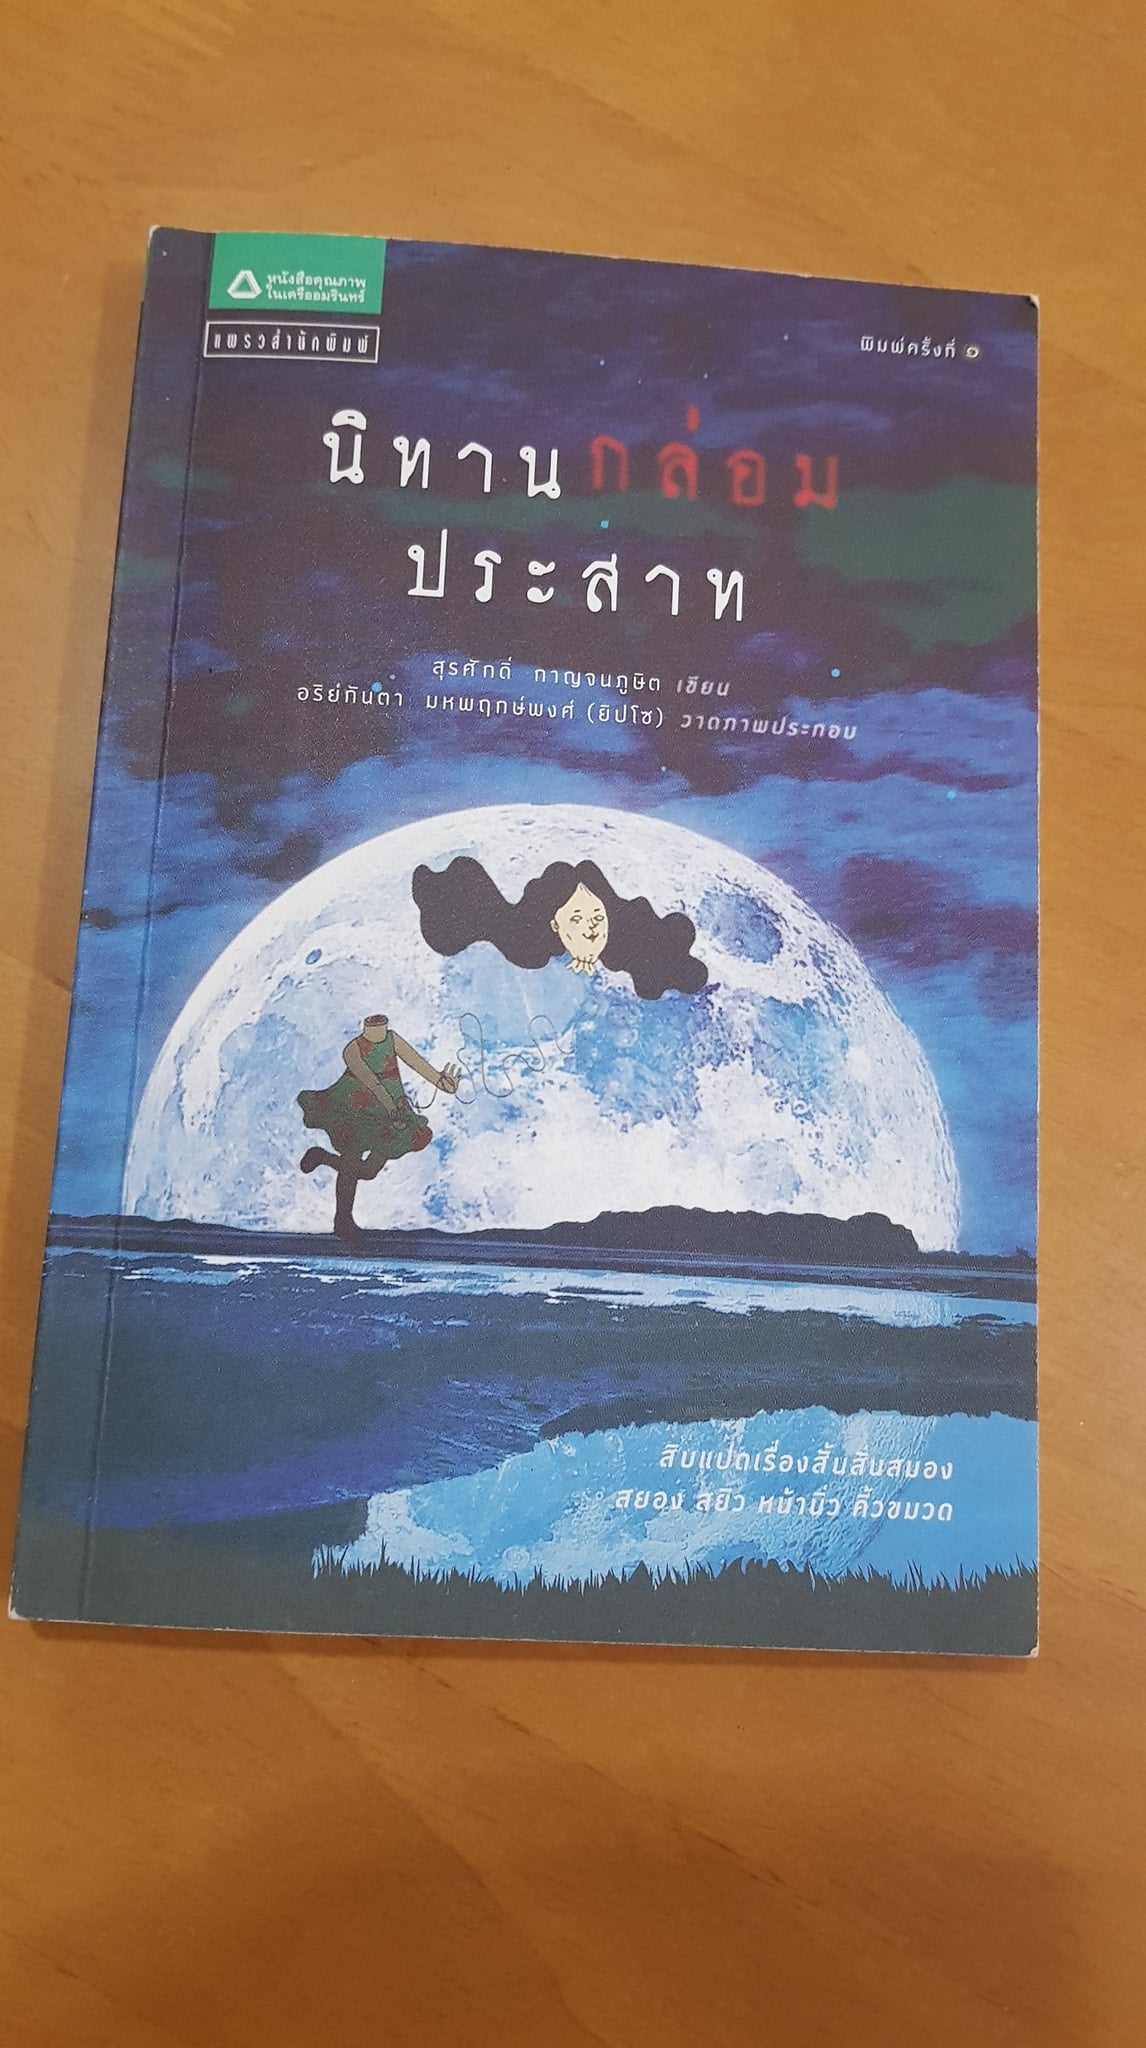 หนังสือคุณภาพ
ในเครืออมรินทร์
แพรวสำนักพิมพ์
พิมพ์ครั้งที่ ๑
นิทานกล่อม
ประสาท
สุรศักดิ์ กาญจนภูษิต เขียน
อริย์กันตา มหพฤกษ์พงศ์ (ยิปโซ) วาดภาพประกอบ
สิบแปดเรื่องสั้นสั่นสมอง
สยอง สยิว หน้านิ่ว คิ้วขมวด